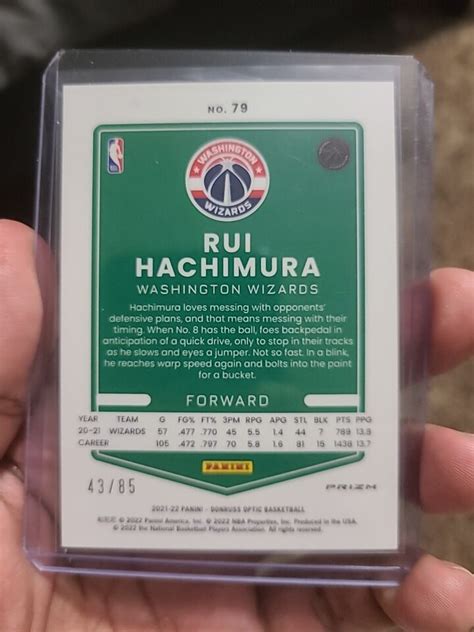 NO. 79
NBA
WASHINGTON
WIZARDS
RUI
HACHIMURA
WASHINGTON WIZARDS
Hachimura loves messing with opponents'
defensive plans, and that means messing with their
timing. When No. 8 has the ball, foes backpedal in
anticipation of a quick drive, only to stop in their tracks
as he slows and eyes a jumper. Not so fast. In a blink,
he reaches warp speed again and bolts into the paint
for a bucket.
FORWARD
YEAR TEAM G FG% FT% 3PM RPG APG STL BLK PTS PPG
20-21 WIZARDS 57 .477 .770 45 5.5 1.4 44 7 789 13.9
CAREER 105 .472 .797 70 5.8 1.6 81 15 1438 13.7
PANINI
43/85
PRIZM
2021-22 PANINI - DONRUSS OPTIC BASKETBALL
© 2022 Panini America, Inc. © 2022 NBA Properties, Inc. Produced in the USA.
© 2022 the National Basketball Players Association. All Rights Reserved.